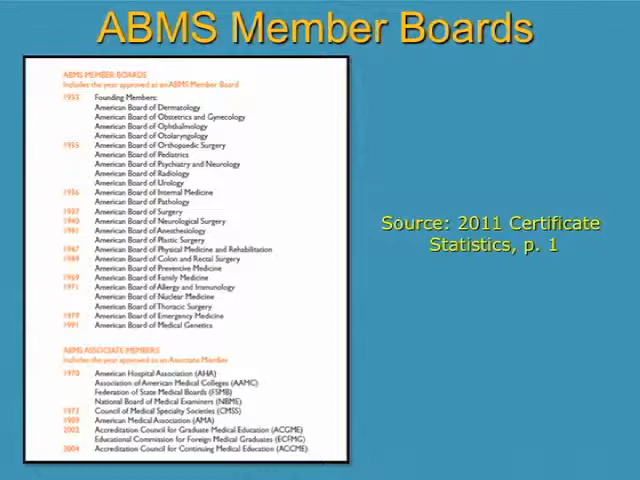 ABMS Member Boards
ABMS MEMBER BOARDS
Includes the year approved as an ABMS Member Board
1933 Founding Members:
American Board of Dermatology
American Board of Obstetrics and Gynecology
American Board of Ophthalmology
American Board of Otolaryngology
1935 American Board of Orthopaedic Surgery
American Board of Pediatrics
American Board of Psychiatry and Neurology
American Board of Radiology
American Board of Urology
1936 American Board of Internal Medicine
American Board of Pathology
1937 American Board of Surgery
1940 American Board of Neurological Surgery
1941 American Board of Anesthesiology
American Board of Plastic Surgery
1947 American Board of Physical Medicine and Rehabilitation
1949 American Board of Colon and Rectal Surgery
American Board of Preventive Medicine
1969 American Board of Family Medicine
1971 American Board of Allergy and Immunology
American Board of Nuclear Medicine
American Board of Thoracic Surgery
1979 American Board of Emergency Medicine
1991 American Board of Medical Genetics
ABMS ASSOCIATE MEMBERS
Includes the year approved as an Associate Member
1970 American Hospital Association (AHA)
Association of American Medical Colleges (AAMC)
Federation of State Medical Boards (FSMB)
National Board of Medical Examiners (NBME)
1973 Council of Medical Specialty Societies (CMSS)
American Medical Association (AMA)
Accreditation Council for Graduate Medical Education (ACGME)
Educational Commission for Foreign Medical Graduates (ECFMG)
2004 Accreditation Council for Continuing Medical Education (ACCME)
Source: 2011 Certificate
Statistics, p. 1